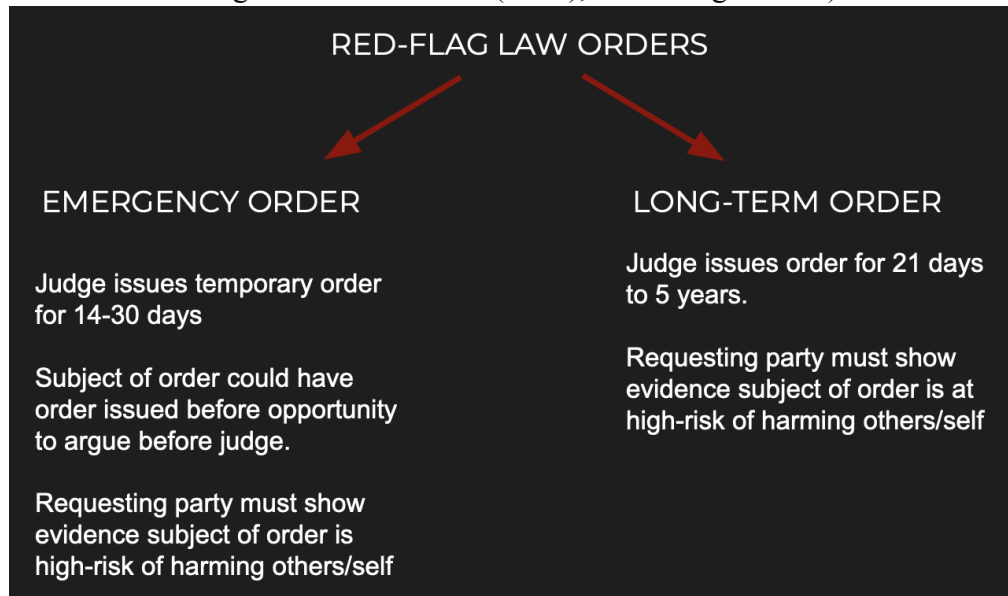 RED-FLAG LAW ORDERS
EMERGENCY ORDER
Judge issues temporary order
for 14-30 days
Subject of order could have
order issued before opportunity
to argue before judge.
Requesting party must show
evidence subject of order is
high-risk of harming others/self
LONG-TERM ORDER
Judge issues order for 21 days
to 5 years.
Requesting party must show
evidence subject of order is at
high-risk of harming others/self